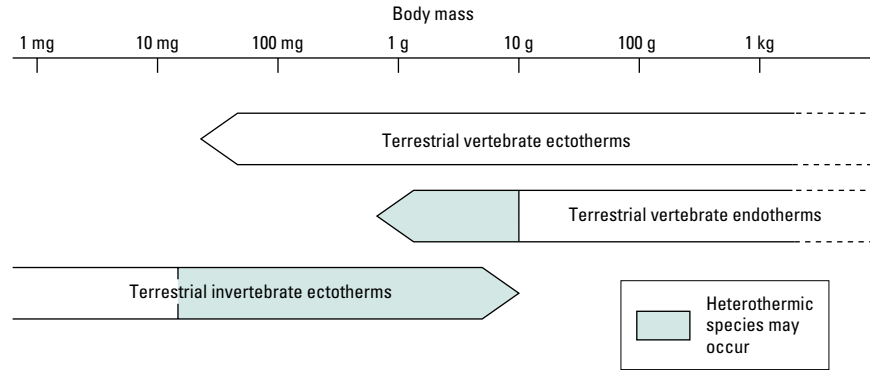 Body mass
1 mg 10 mg 100 mg 1 g 10 g 100 g 1 kg
Terrestrial vertebrate ectotherms
Terrestrial vertebrate endotherms
Terrestrial invertebrate ectotherms
Heterothermic
species may
occur